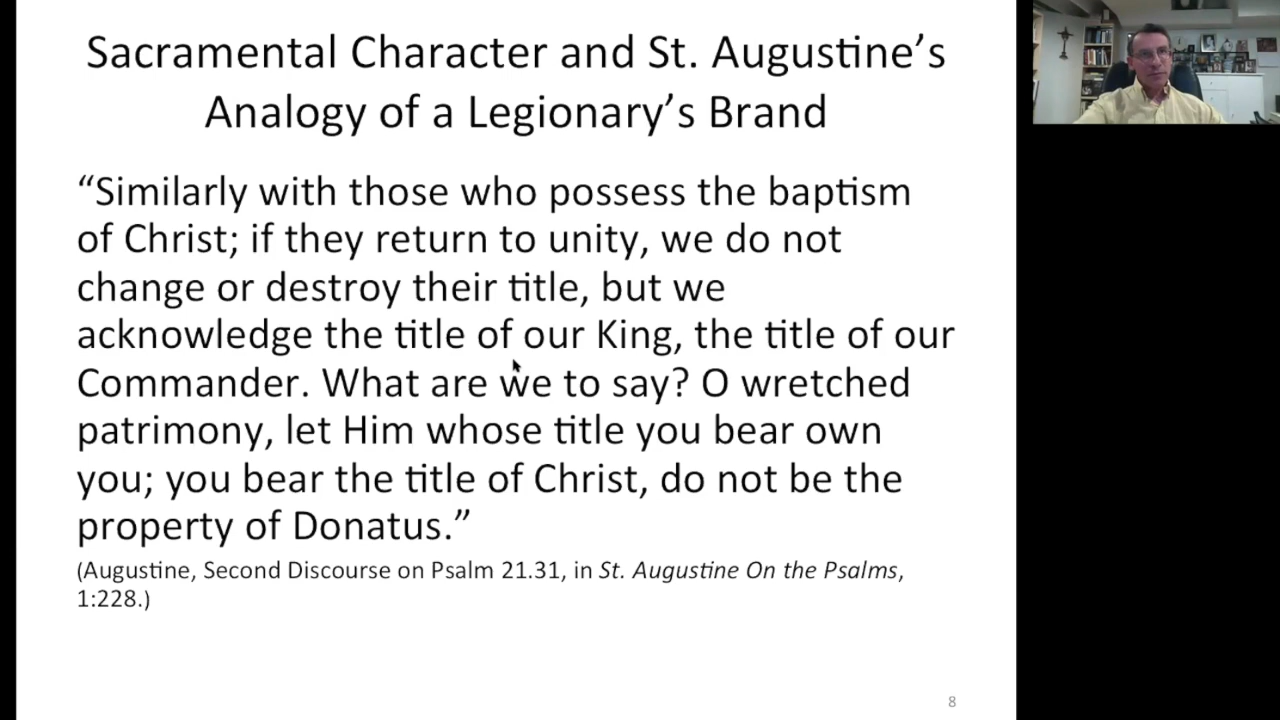 Sacramental Character and St. Augustine’s
Analogy of a Legionary’s Brand
“Similarly with those who possess the baptism
of Christ; if they return to unity, we do not
change or destroy their title, but we
acknowledge the title of our King, the title of our
Commander. What are we to say? O wretched
patrimony, let Him whose title you bear own
you; you bear the title of Christ, do not be the
property of Donatus.”
(Augustine, Second Discourse on Psalm 21.31, in St. Augustine On the Psalms,
1:228.)
8